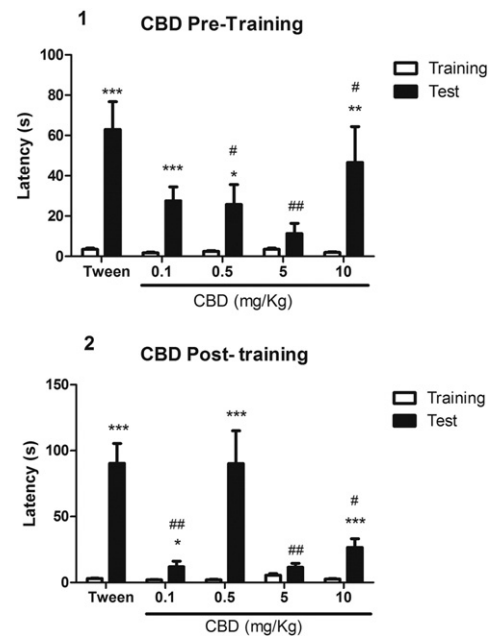 1 CBD Pre-Training
100
80
60
40
20
0
Latency (s)
Training
Test
***
***
#
*
##
#
**
Tween 0.1 0.5 5 10
CBD (mg/Kg)
2 CBD Post- training
150
100
50
0
Latency (s)
Training
Test
***
##
*
***
##
#
***
Tween 0.1 0.5 5 10
CBD (mg/Kg)